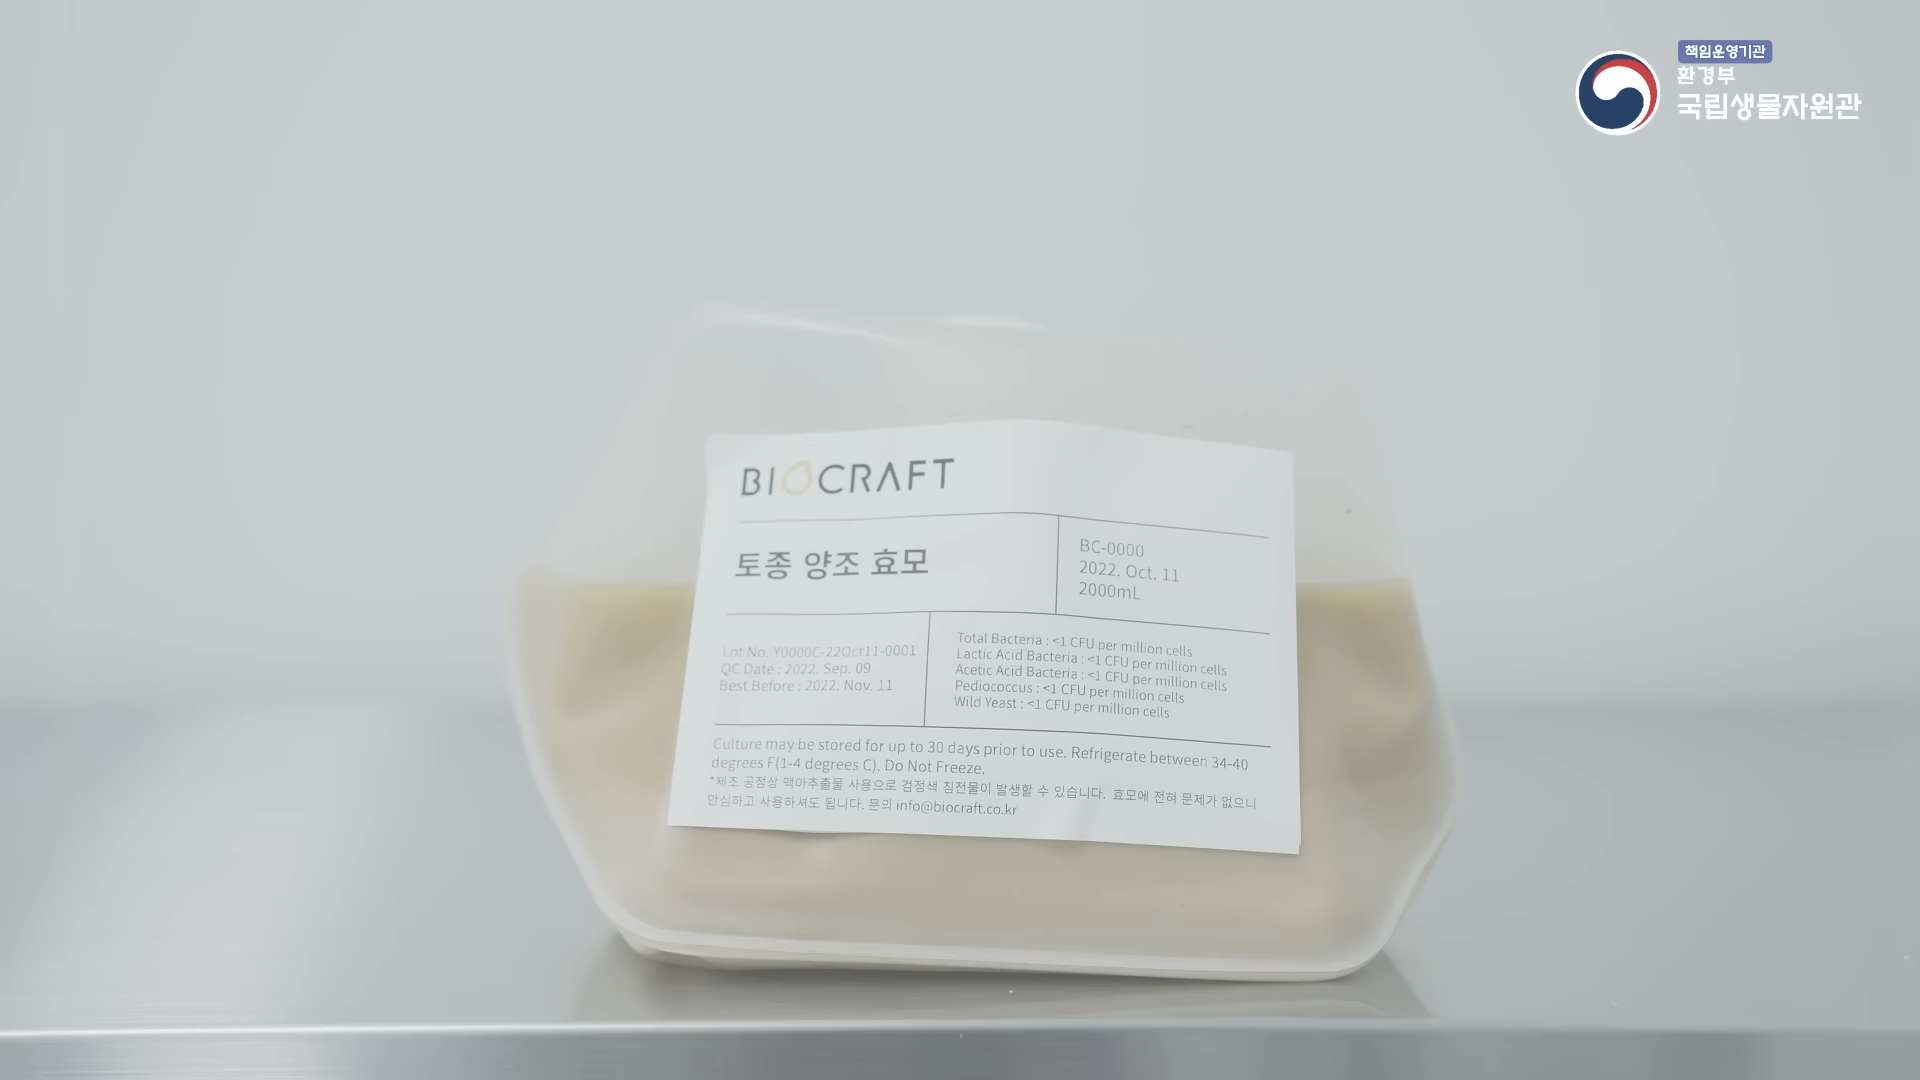 책임운영기관
환경부
국립생물자원관
BIOCRAFT
토종 양조 효모
BC-0000
2022. Oct. 11
2000mL
Lot No. Y0000C-22Oct11-0001
QC Date : 2022. Sep. 09
Best Before : 2022. Nov. 11
Total Bacteria : <1 CFU per million cells
Lactic Acid Bacteria : <1 CFU per million cells
Acetic Acid Bacteria : <1 CFU per million cells
Pediococcus : <1 CFU per million cells
Wild Yeast : <1 CFU per million cells
Culture may be stored for up to 30 days prior to use. Refrigerate between 34-40
degrees F(1-4 degrees C). Do Not Freeze.
*제조 공정상 맥아추출물 사용으로 검정색 침전물이 발생할 수 있습니다. 효모에 전혀 문제가 없으니
안심하고 사용하셔도 됩니다. 문의 info@biocraft.co.kr